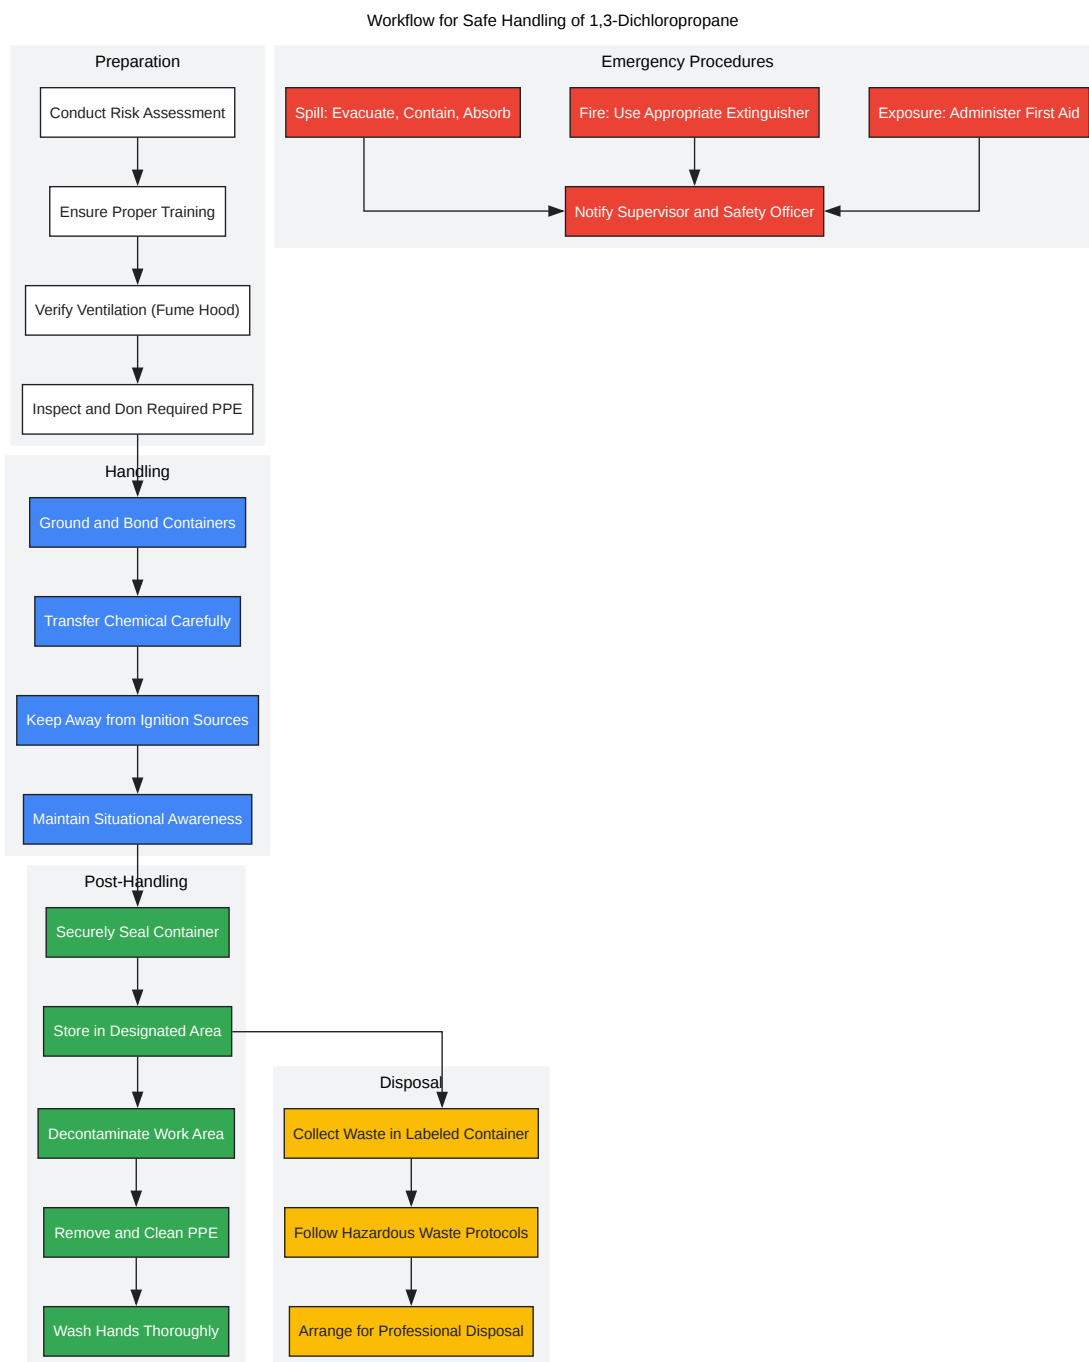 Workflow for Safe Handling of 1,3-Dichloropropane
Preparation
Conduct Risk Assessment
Ensure Proper Training
Verify Ventilation (Fume Hood)
Inspect and Don Required PPE
Emergency Procedures
Spill: Evacuate, Contain, Absorb
Fire: Use Appropriate Extinguisher
Exposure: Administer First Aid
Notify Supervisor and Safety Officer
Handling
Ground and Bond Containers
Transfer Chemical Carefully
Keep Away from Ignition Sources
Maintain Situational Awareness
Post-Handling
Securely Seal Container
Store in Designated Area
Decontaminate Work Area
Remove and Clean PPE
Wash Hands Thoroughly
Disposal
Collect Waste in Labeled Container
Follow Hazardous Waste Protocols
Arrange for Professional Disposal